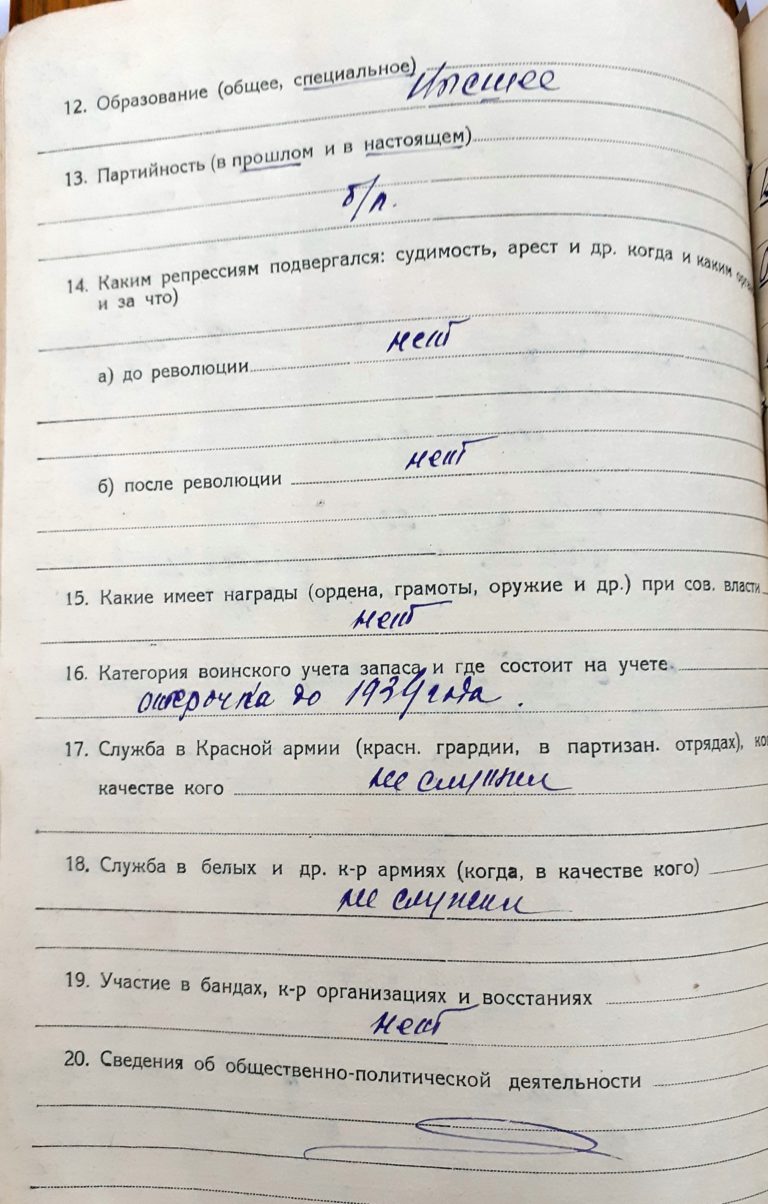 12. Образование (общее, специальное)
Высшее
13. Партийность (в прошлом и в настоящем)
б/п.
14. Каким репрессиям подвергался: судимость, арест и др. когда и каким
и за что)
нет
а) до революции
нет
б) после революции
15. Какие имеет награды (ордена, грамоты, оружие и др.) при сов. власти
нет
16. Категория воинского учета запаса и где состоит на учете
отсрочка до 1939 года.
17. Служба в Красной армии (красн. грардии, в партизан. отрядах),
качестве кого не служил
18. Служба в белых и др. к-р армиях (когда, в качестве кого)
не служил
19. Участие в бандах, к-р организациях и восстаниях
нет
20. Сведения об общественно-политической деятельности